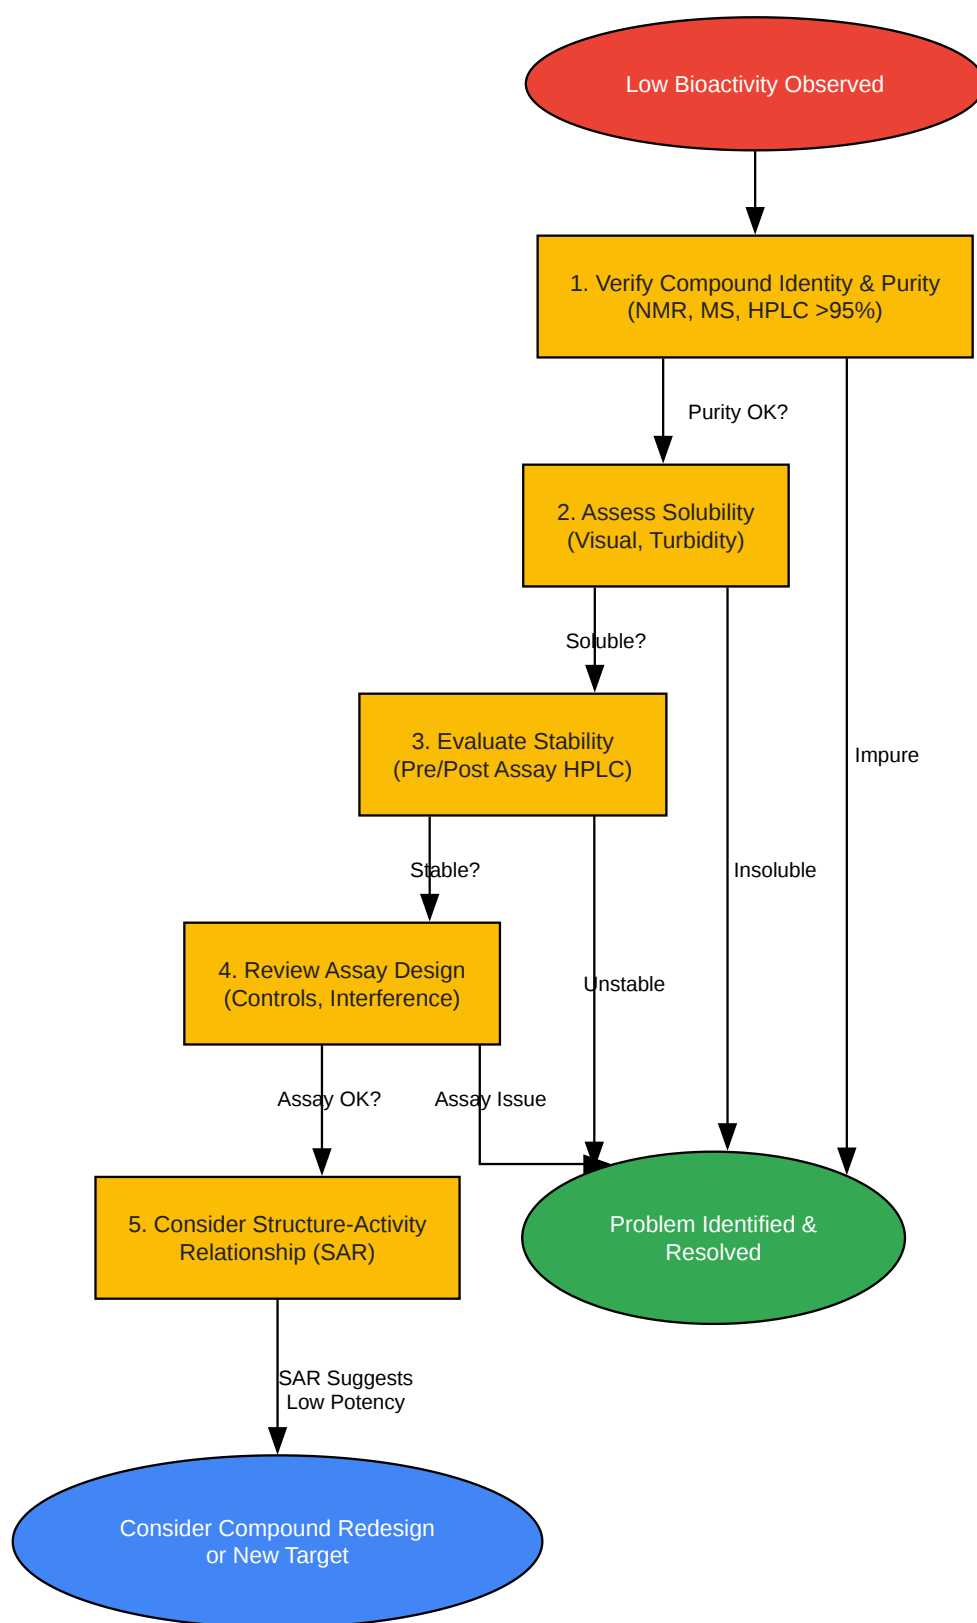 Low Bioactivity Observed
1. Verify Compound Identity & Purity
(NMR, MS, HPLC >95%)
Purity OK?
2. Assess Solubility
(Visual, Turbidity)
Soluble?
3. Evaluate Stability
(Pre/Post Assay HPLC)
Impure
Stable?
Insoluble
4. Review Assay Design
(Controls, Interference)
Unstable
Assay OK?
Assay Issue
5. Consider Structure-Activity
Relationship (SAR)
Problem Identified &
Resolved
SAR Suggests
Low Potency
Consider Compound Redesign
or New Target